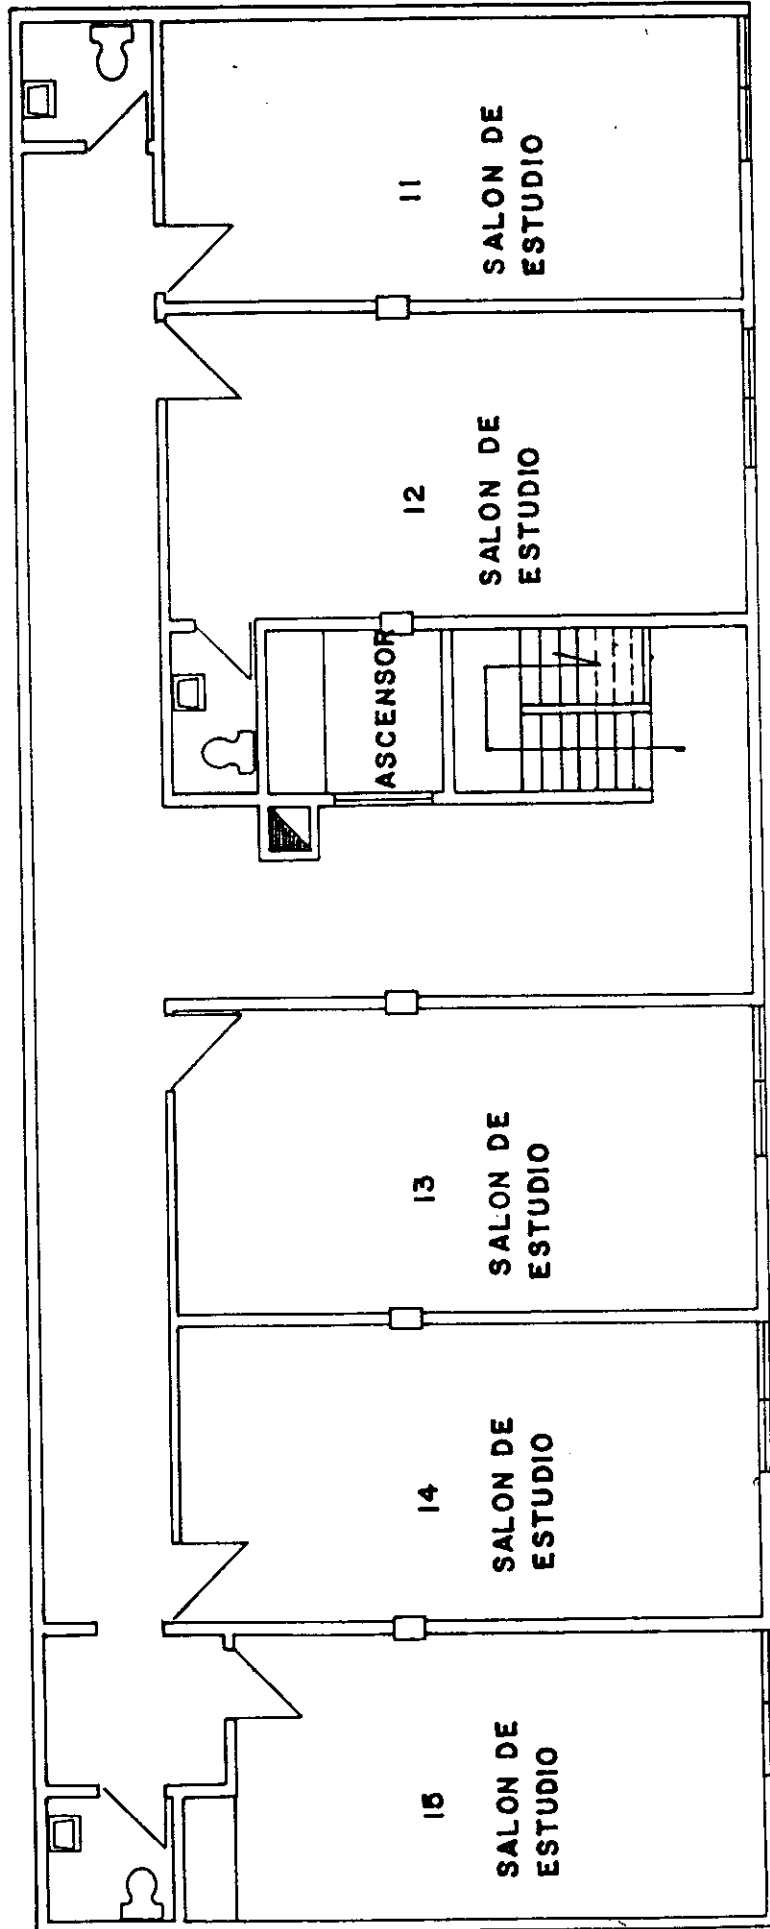 11
SALON DE
ESTUDIO
12
SALON DE
ESTUDIO
ASCENSOR
13
SALON DE
ESTUDIO
14
SALON DE
ESTUDIO
15
SALON DE
ESTUDIO